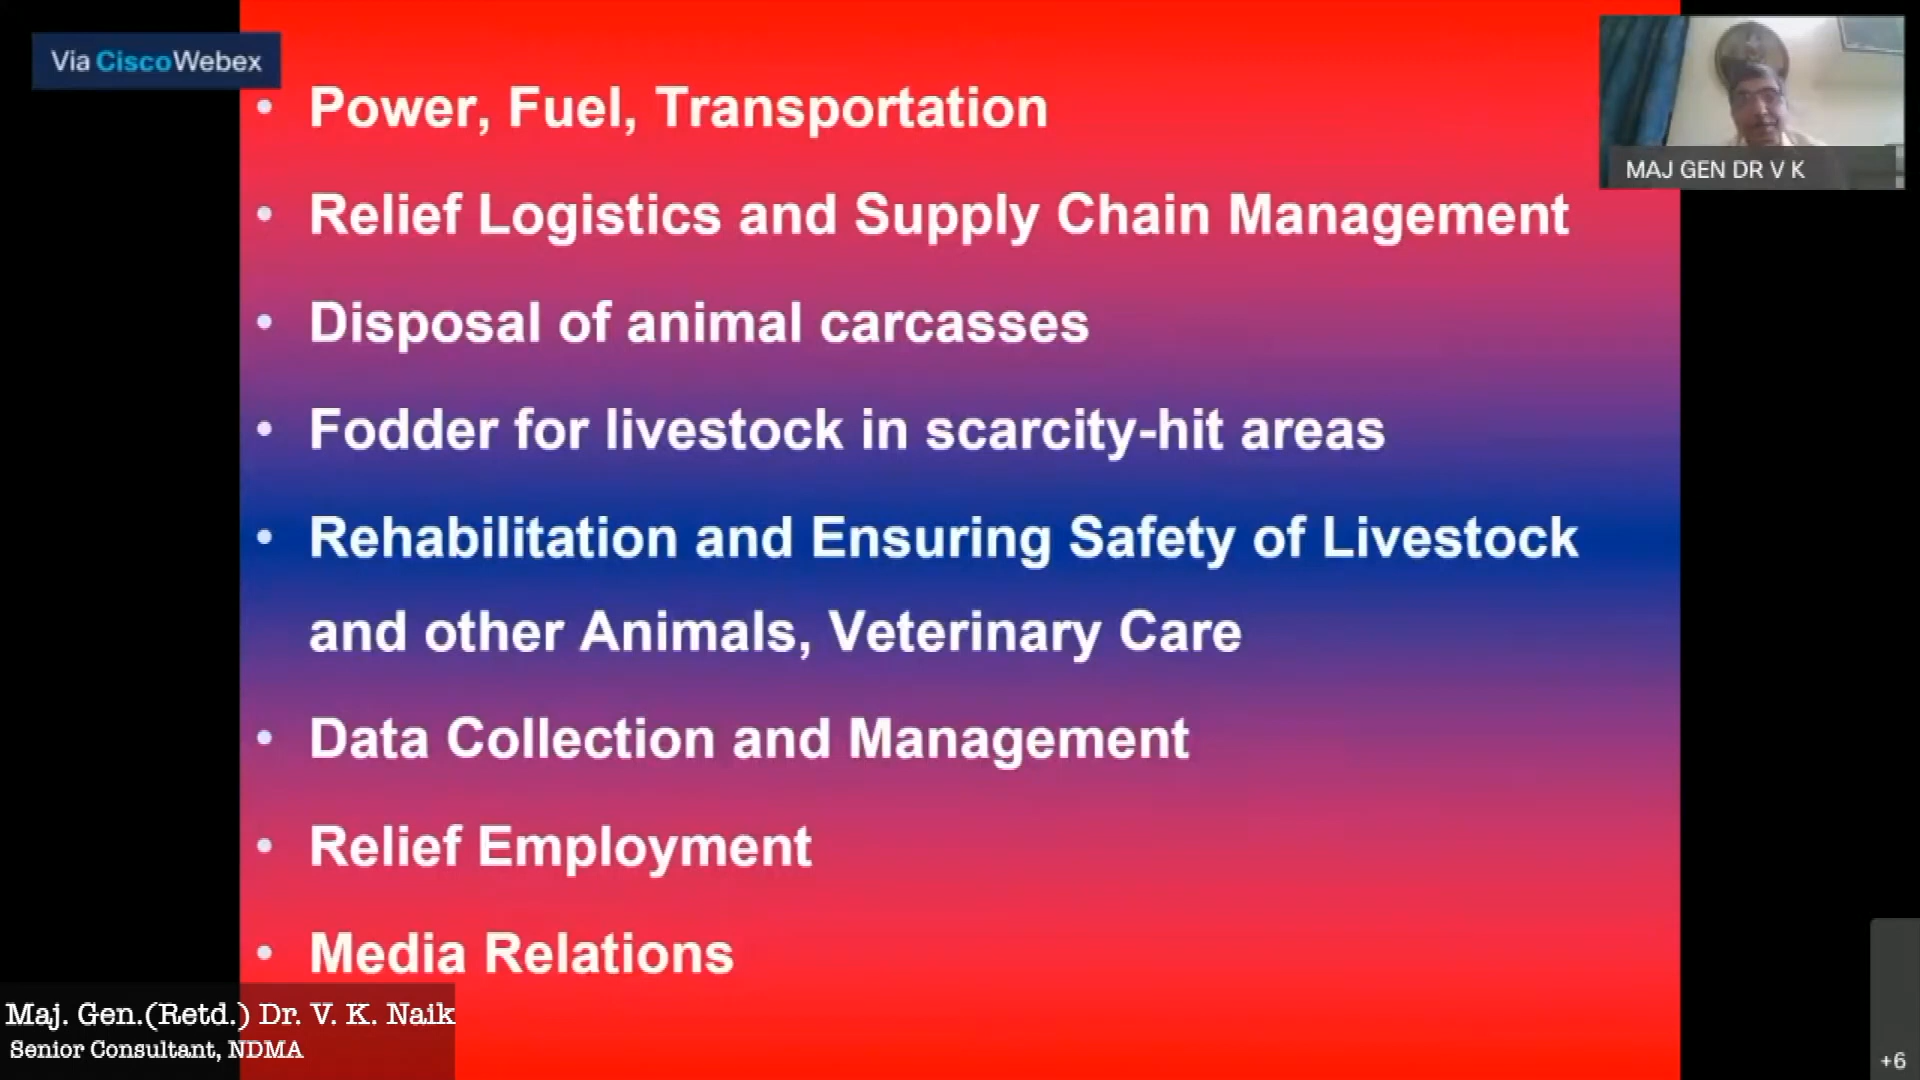 Via CiscoWebex
MAJ GEN DR V K
• Power, Fuel, Transportation
• Relief Logistics and Supply Chain Management
• Disposal of animal carcasses
• Fodder for livestock in scarcity-hit areas
• Rehabilitation and Ensuring Safety of Livestock
and other Animals, Veterinary Care
• Data Collection and Management
• Relief Employment
• Media Relations
Maj. Gen.(Retd.) Dr. V. K. Naik
Senior Consultant, NDMA
+6